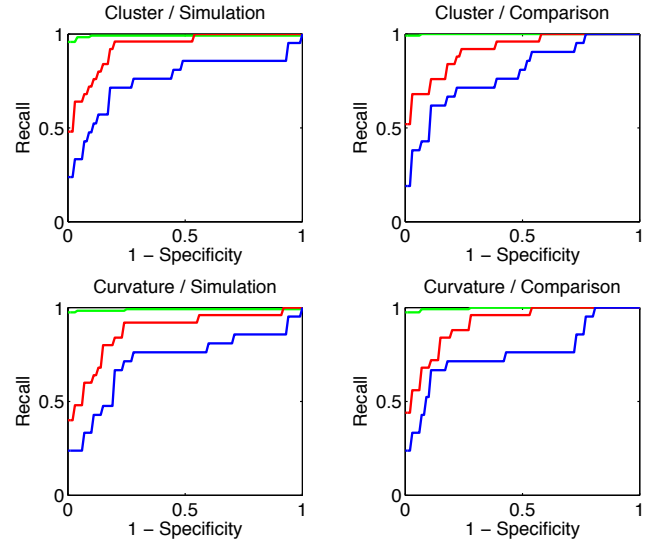 Cluster / Simulation
1
Recall
0.5
0
0 0.5 1
1 − Specificity
Cluster / Comparison
1
Recall
0.5
0
0 0.5 1
1 − Specificity
Curvature / Simulation
1
Recall
0.5
0
0 0.5 1
1 − Specificity
Curvature / Comparison
1
Recall
0.5
0
0 0.5 1
1 − Specificity